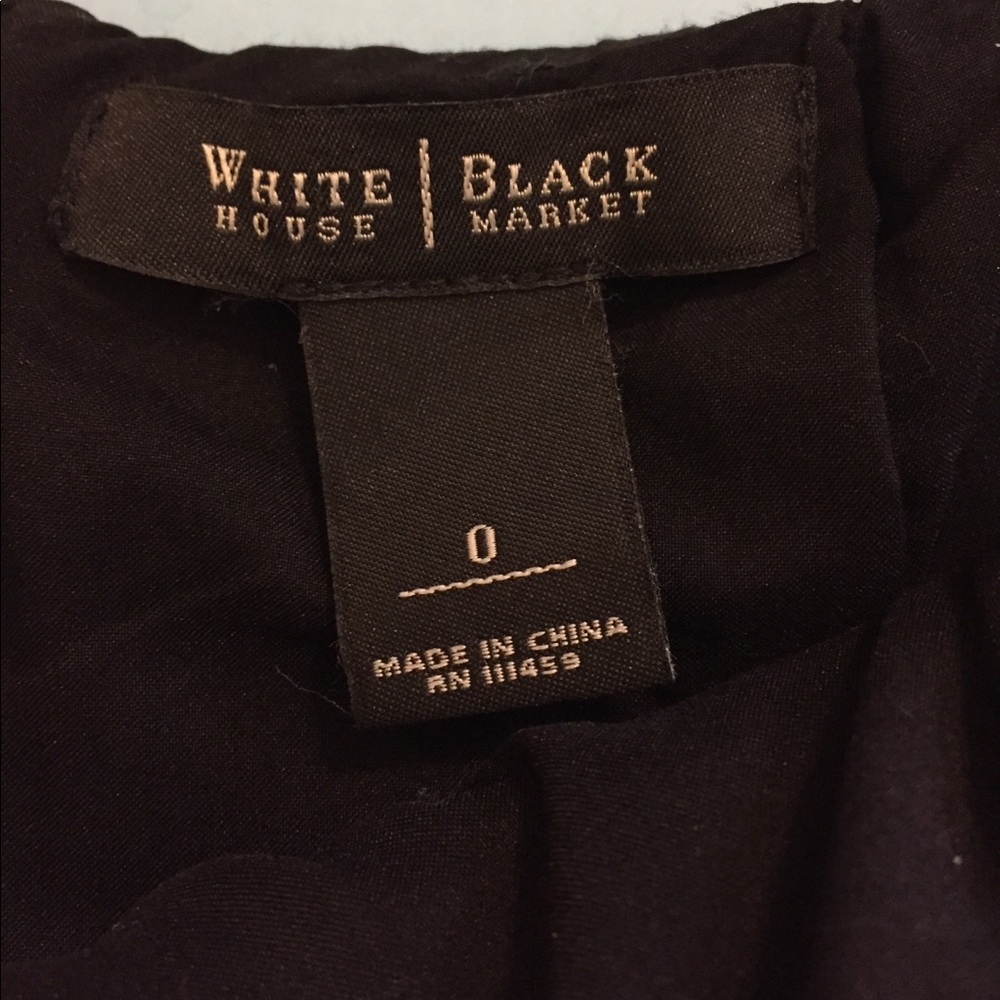 WHITE | BLACK
HOUSE | MARKET
0
MADE IN CHINA
RN 111459